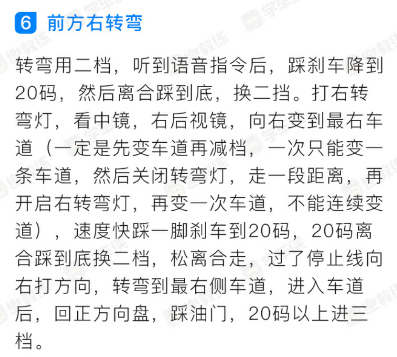 6 前方右转弯
转弯用二档，听到语音指令后，踩刹车降到
20码，然后离合踩到底，换二挡。打右转
弯灯，看中镜，右后视镜，向右变到最右车
道（一定是先变车道再减档，一次只能变一
条车道，然后关闭转弯灯，走一段距离，再
开启右转弯灯，再变一次车道，不能连续变
道），速度快踩一脚刹车到20码，20码离
合踩到底换二档，松离合走，过了停止线向
右打方向，转弯到最右侧车道，进入车道
后，回正方向盘，踩油门，20码以上进三
档。